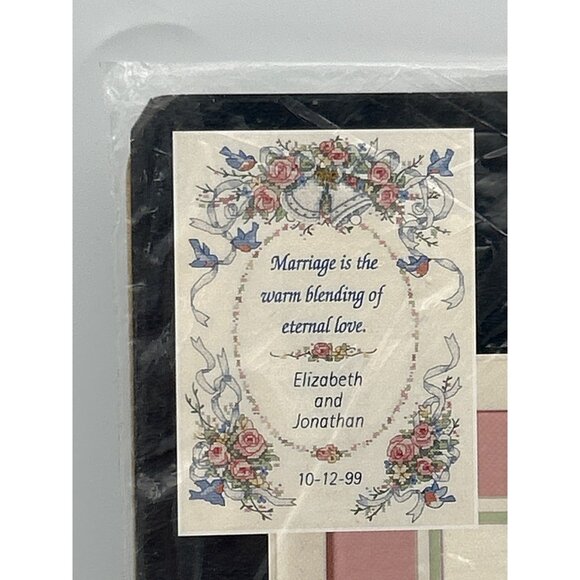 Marriage is the
warm blending of
eternal love.
Elizabeth
and
Jonathan
10-12-99